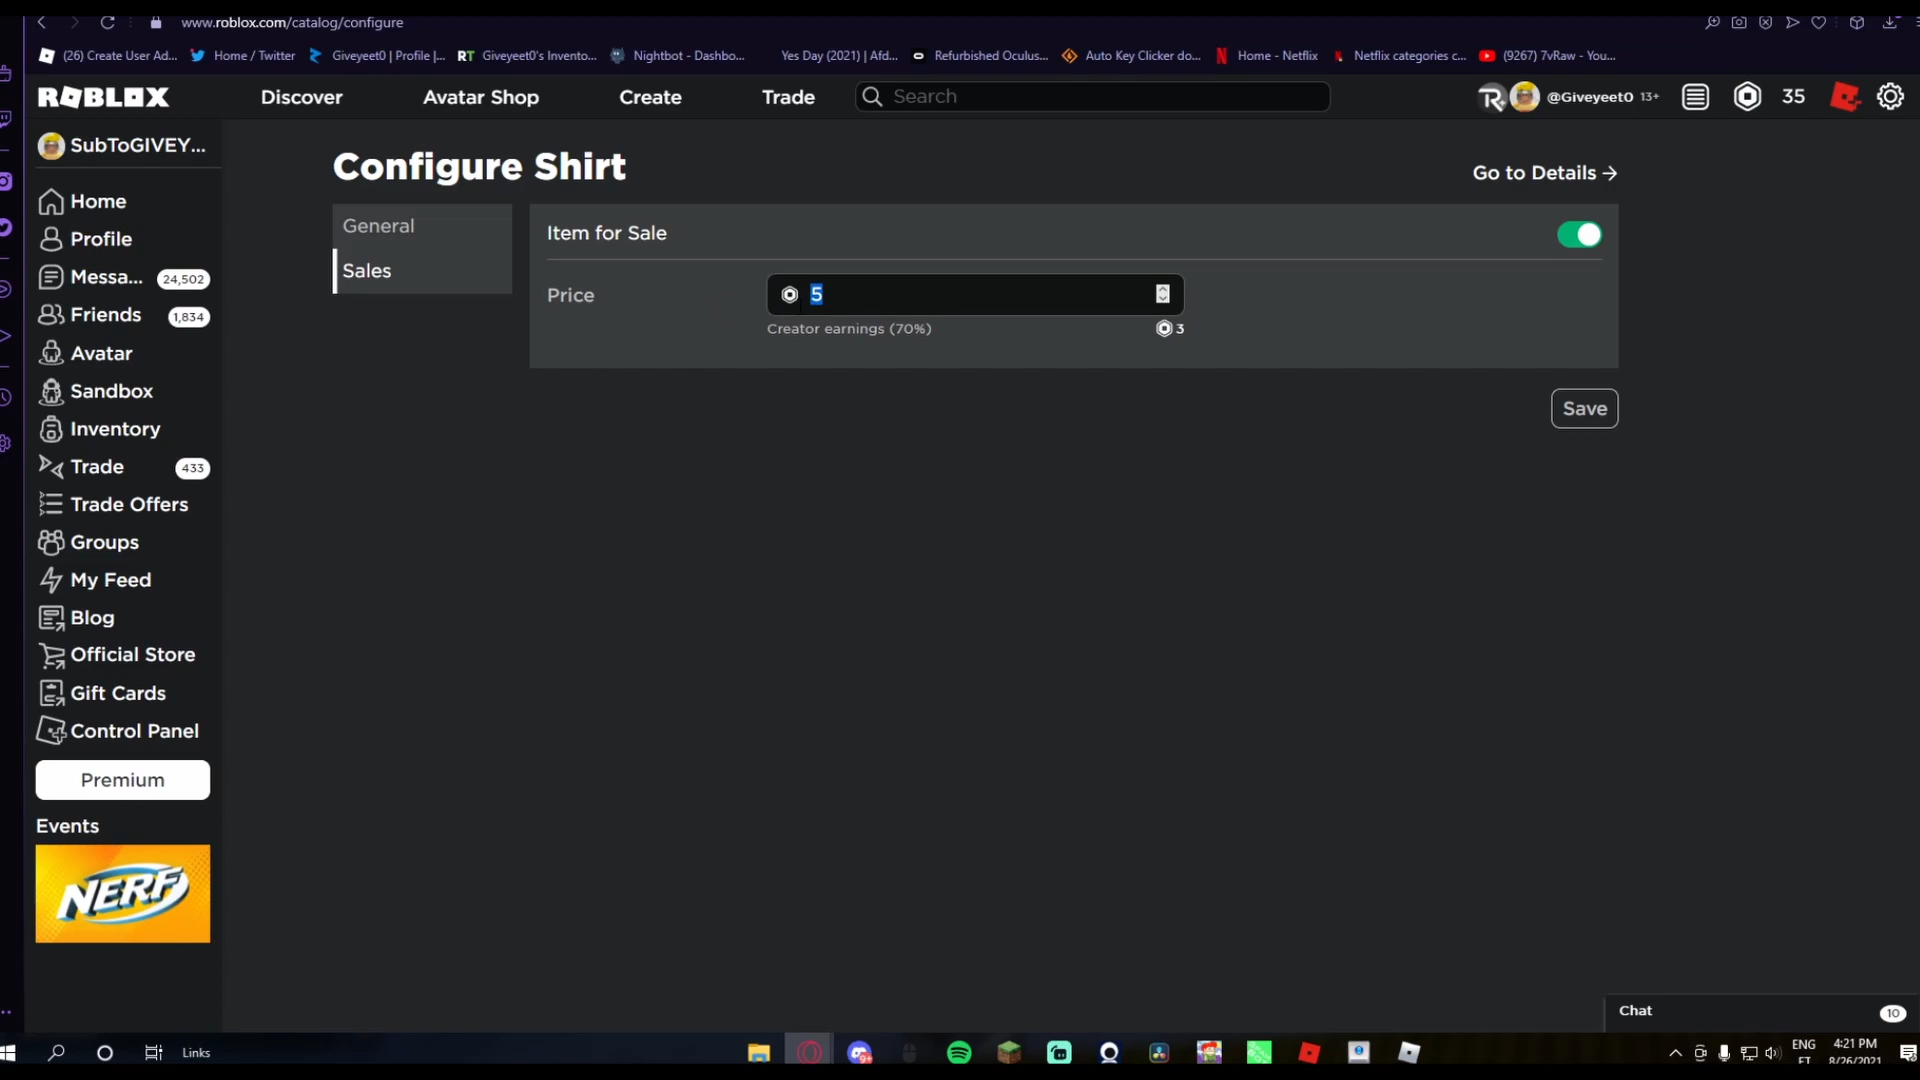 www.roblox.com/catalog/configure
(26) Create User Ad...
Home / Twitter
Giveyeet0 | Profile |...
RT Giveyeet0's Invento...
Nightbot - Dashbo...
Yes Day (2021) | Afd...
Refurbished Oculus...
Auto Key Clicker do...
Home - Netflix
Netflix categories c...
(9267) 7vRaw - You...
ROBLOX
Discover
Avatar Shop
Create
Trade
Search
@Giveyeet0 13+
35
SubToGIVEY...
Home
Profile
Messa... 24,502
Friends 1,834
Avatar
Sandbox
Inventory
Trade 433
Trade Offers
Groups
My Feed
Blog
Official Store
Gift Cards
Control Panel
Premium
Events
NERF
Configure Shirt
Go to Details
General
Sales
Item for Sale
Price
5
Creator earnings (70%)
3
Save
Chat
10
Links
ENG
4:21 PM
8/26/2021